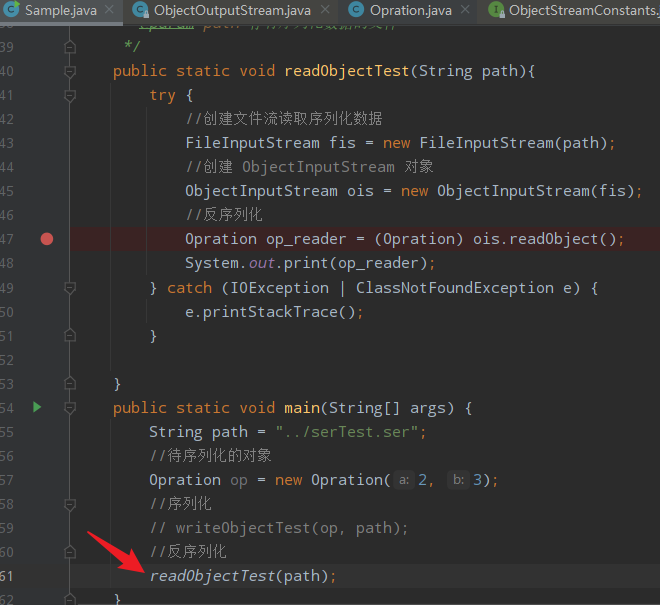 Sample.java ObjectOutputStream.java Opration.java ObjectStreamConstants.
39 */
40 public static void readObjectTest(String path){
41 try {
42 //创建文件流读取序列化数据
43 FileInputStream fis = new FileInputStream(path);
44 //创建 ObjectInputStream 对象
45 ObjectInputStream ois = new ObjectInputStream(fis);
46 //反序列化
47 Opration op_reader = (Opration) ois.readObject();
48 System.out.print(op_reader);
49 } catch (IOException | ClassNotFoundException e) {
50 e.printStackTrace();
51 }
52
53 }
54 public static void main(String[] args) {
55 String path = "../serTest.ser";
56 //待序列化的对象
57 Opration op = new Opration( a: 2, b: 3);
58 //序列化
59 // writeObjectTest(op, path);
60 //反序列化
61 readObjectTest(path);
62 }